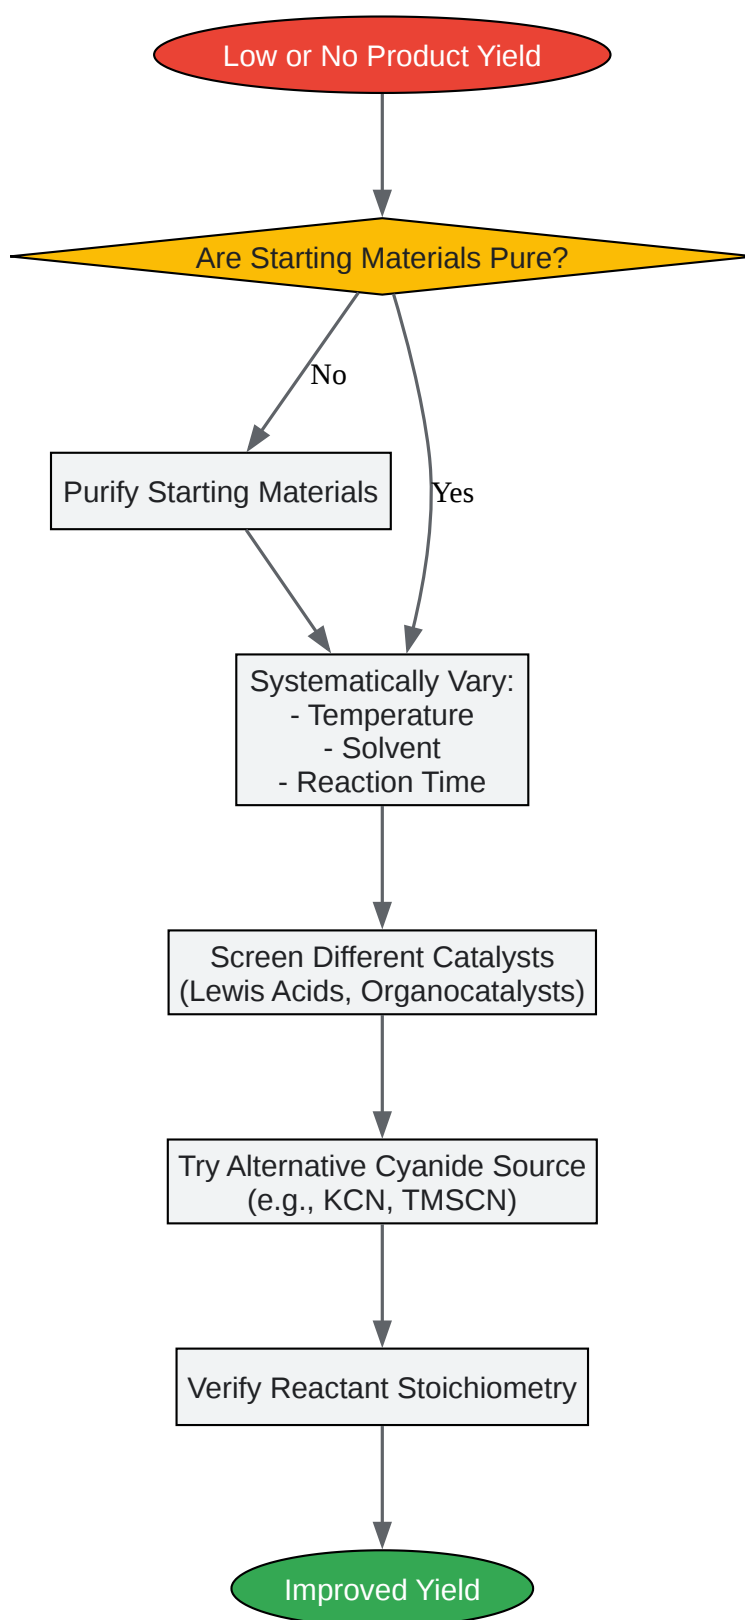 Low or No Product Yield
Are Starting Materials Pure?
No
Purify Starting Materials
Yes
Systematically Vary:
- Temperature
- Solvent
- Reaction Time
Screen Different Catalysts
(Lewis Acids, Organocatalysts)
Try Alternative Cyanide Source
(e.g., KCN, TMSCN)
Verify Reactant Stoichiometry
Improved Yield